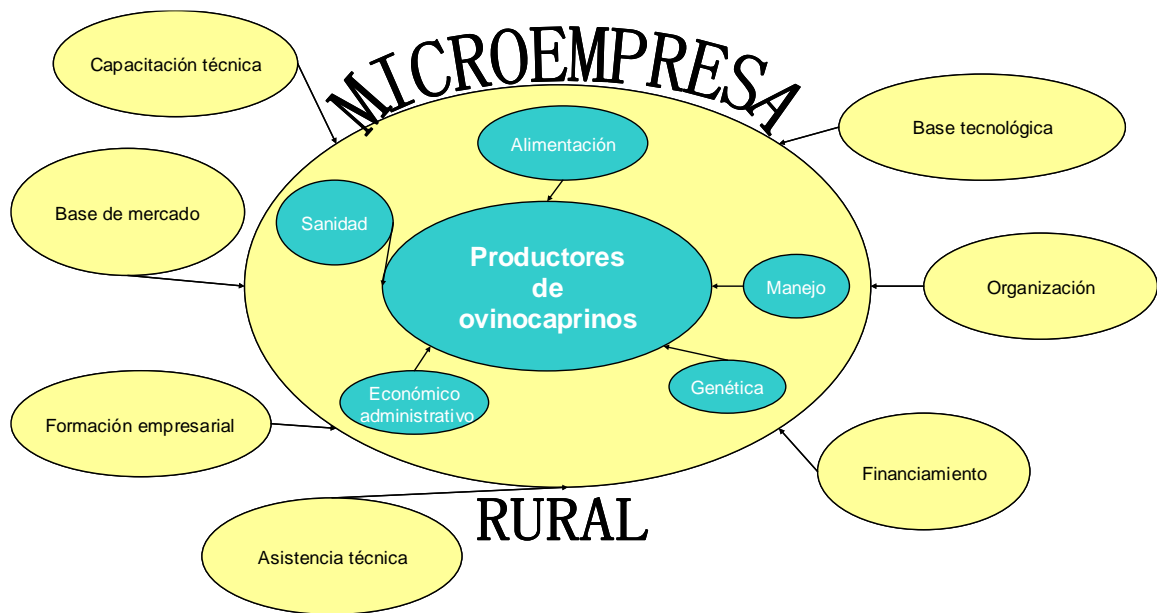 MICROEMPRESA
Capacitación técnica
Base tecnológica
Alimentación
Base de mercado
Sanidad
Productores
de
ovinocaprinos
Manejo
Organización
Genética
Económico
administrativo
Formación empresarial
Financiamiento
RURAL
Asistencia técnica